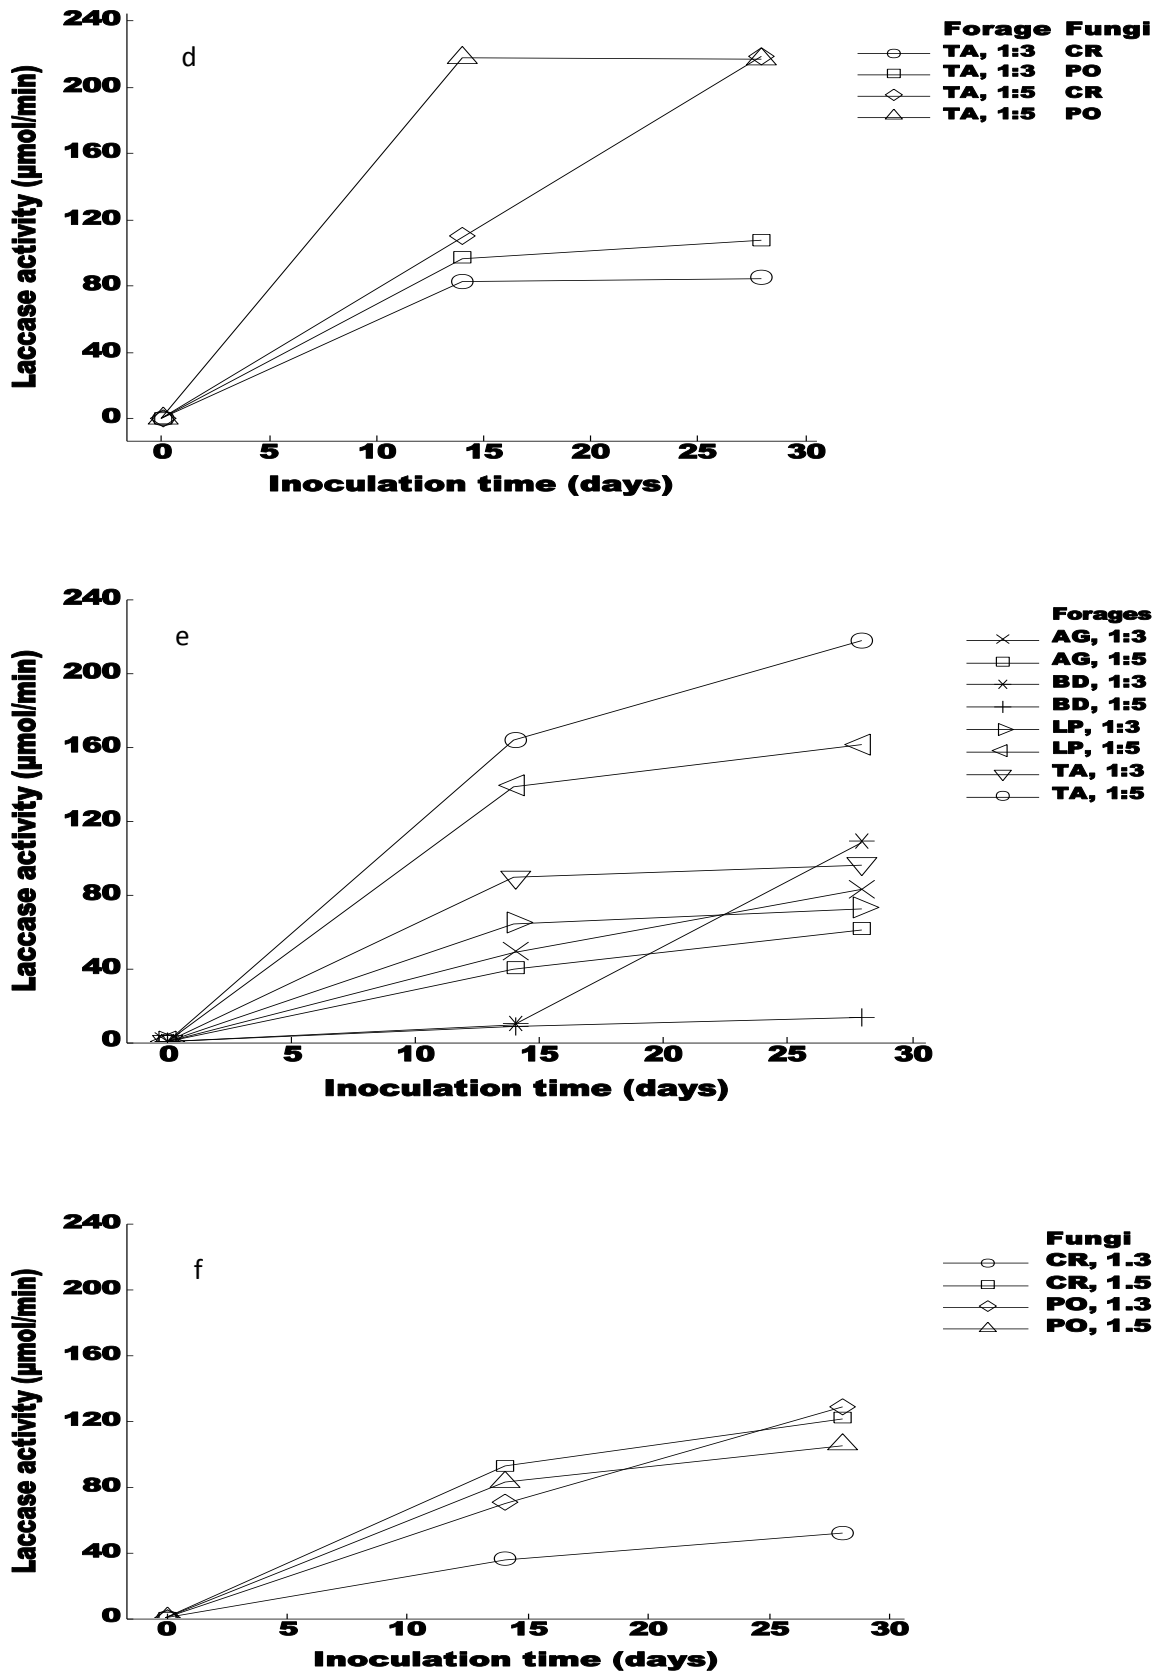 d
Laccase activity (µmol/min)
240
200
160
120
80
40
0
0 5 10 15 20 25 30
Inoculation time (days)
Forage Fungi
TA, 1:3 CR
TA, 1:3 PO
TA, 1:5 CR
TA, 1:5 PO
e
Laccase activity (µmol/min)
240
200
160
120
80
40
0
0 5 10 15 20 25 30
Inoculation time (days)
Forages
AG, 1:3
AG, 1:5
BD, 1:3
BD, 1:5
LP, 1:3
LP, 1:5
TA, 1:3
TA, 1:5
f
Laccase activity (µmol/min)
240
200
160
120
80
40
0
0 5 10 15 20 25 30
Inoculation time (days)
Fungi
CR, 1.3
CR, 1.5
PO, 1.3
PO, 1.5